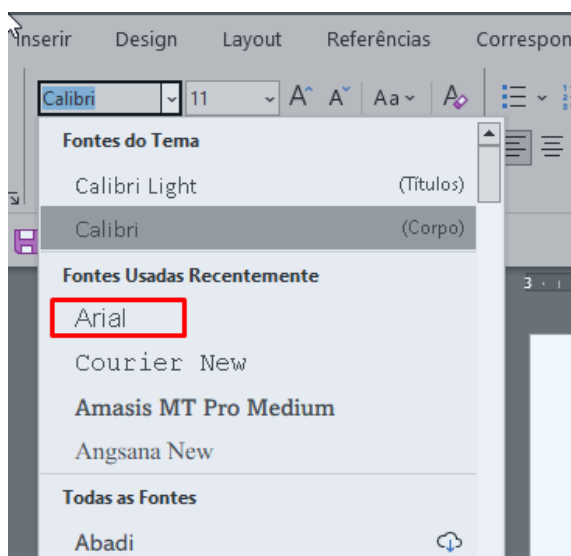 Inserir Design Layout Referências Correspon
Calibri 11 A A Aa A
Fontes do Tema
Calibri Light (Títulos)
Calibri (Corpo)
Fontes Usadas Recentemente
Arial
Courier New
Amasis MT Pro Medium
Angsana New
Todas as Fontes
Abadi
3